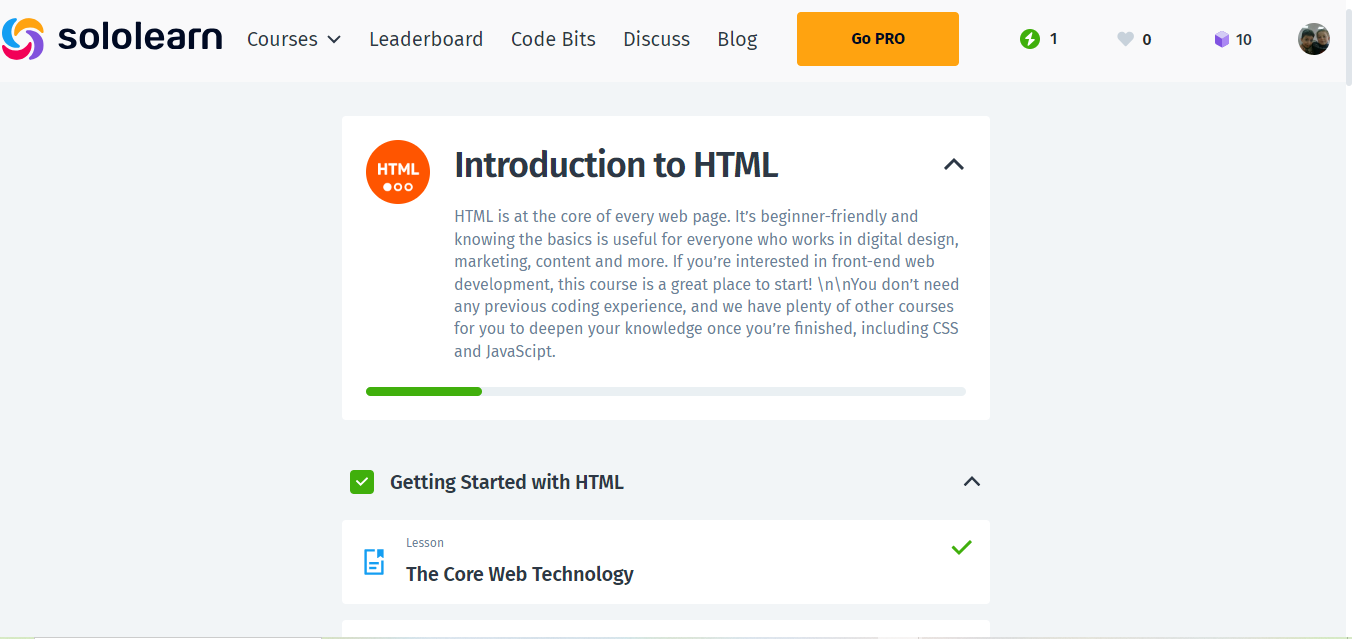 sololearn Courses Leaderboard Code Bits Discuss Blog Go PRO 1 0 10
HTML
Introduction to HTML
HTML is at the core of every web page. It’s beginner-friendly and
knowing the basics is useful for everyone who works in digital design,
marketing, content and more. If you’re interested in front-end web
development, this course is a great place to start! \n\nYou don’t need
any previous coding experience, and we have plenty of other courses
for you to deepen your knowledge once you’re finished, including CSS
and JavaScipt.
Getting Started with HTML
Lesson
The Core Web Technology